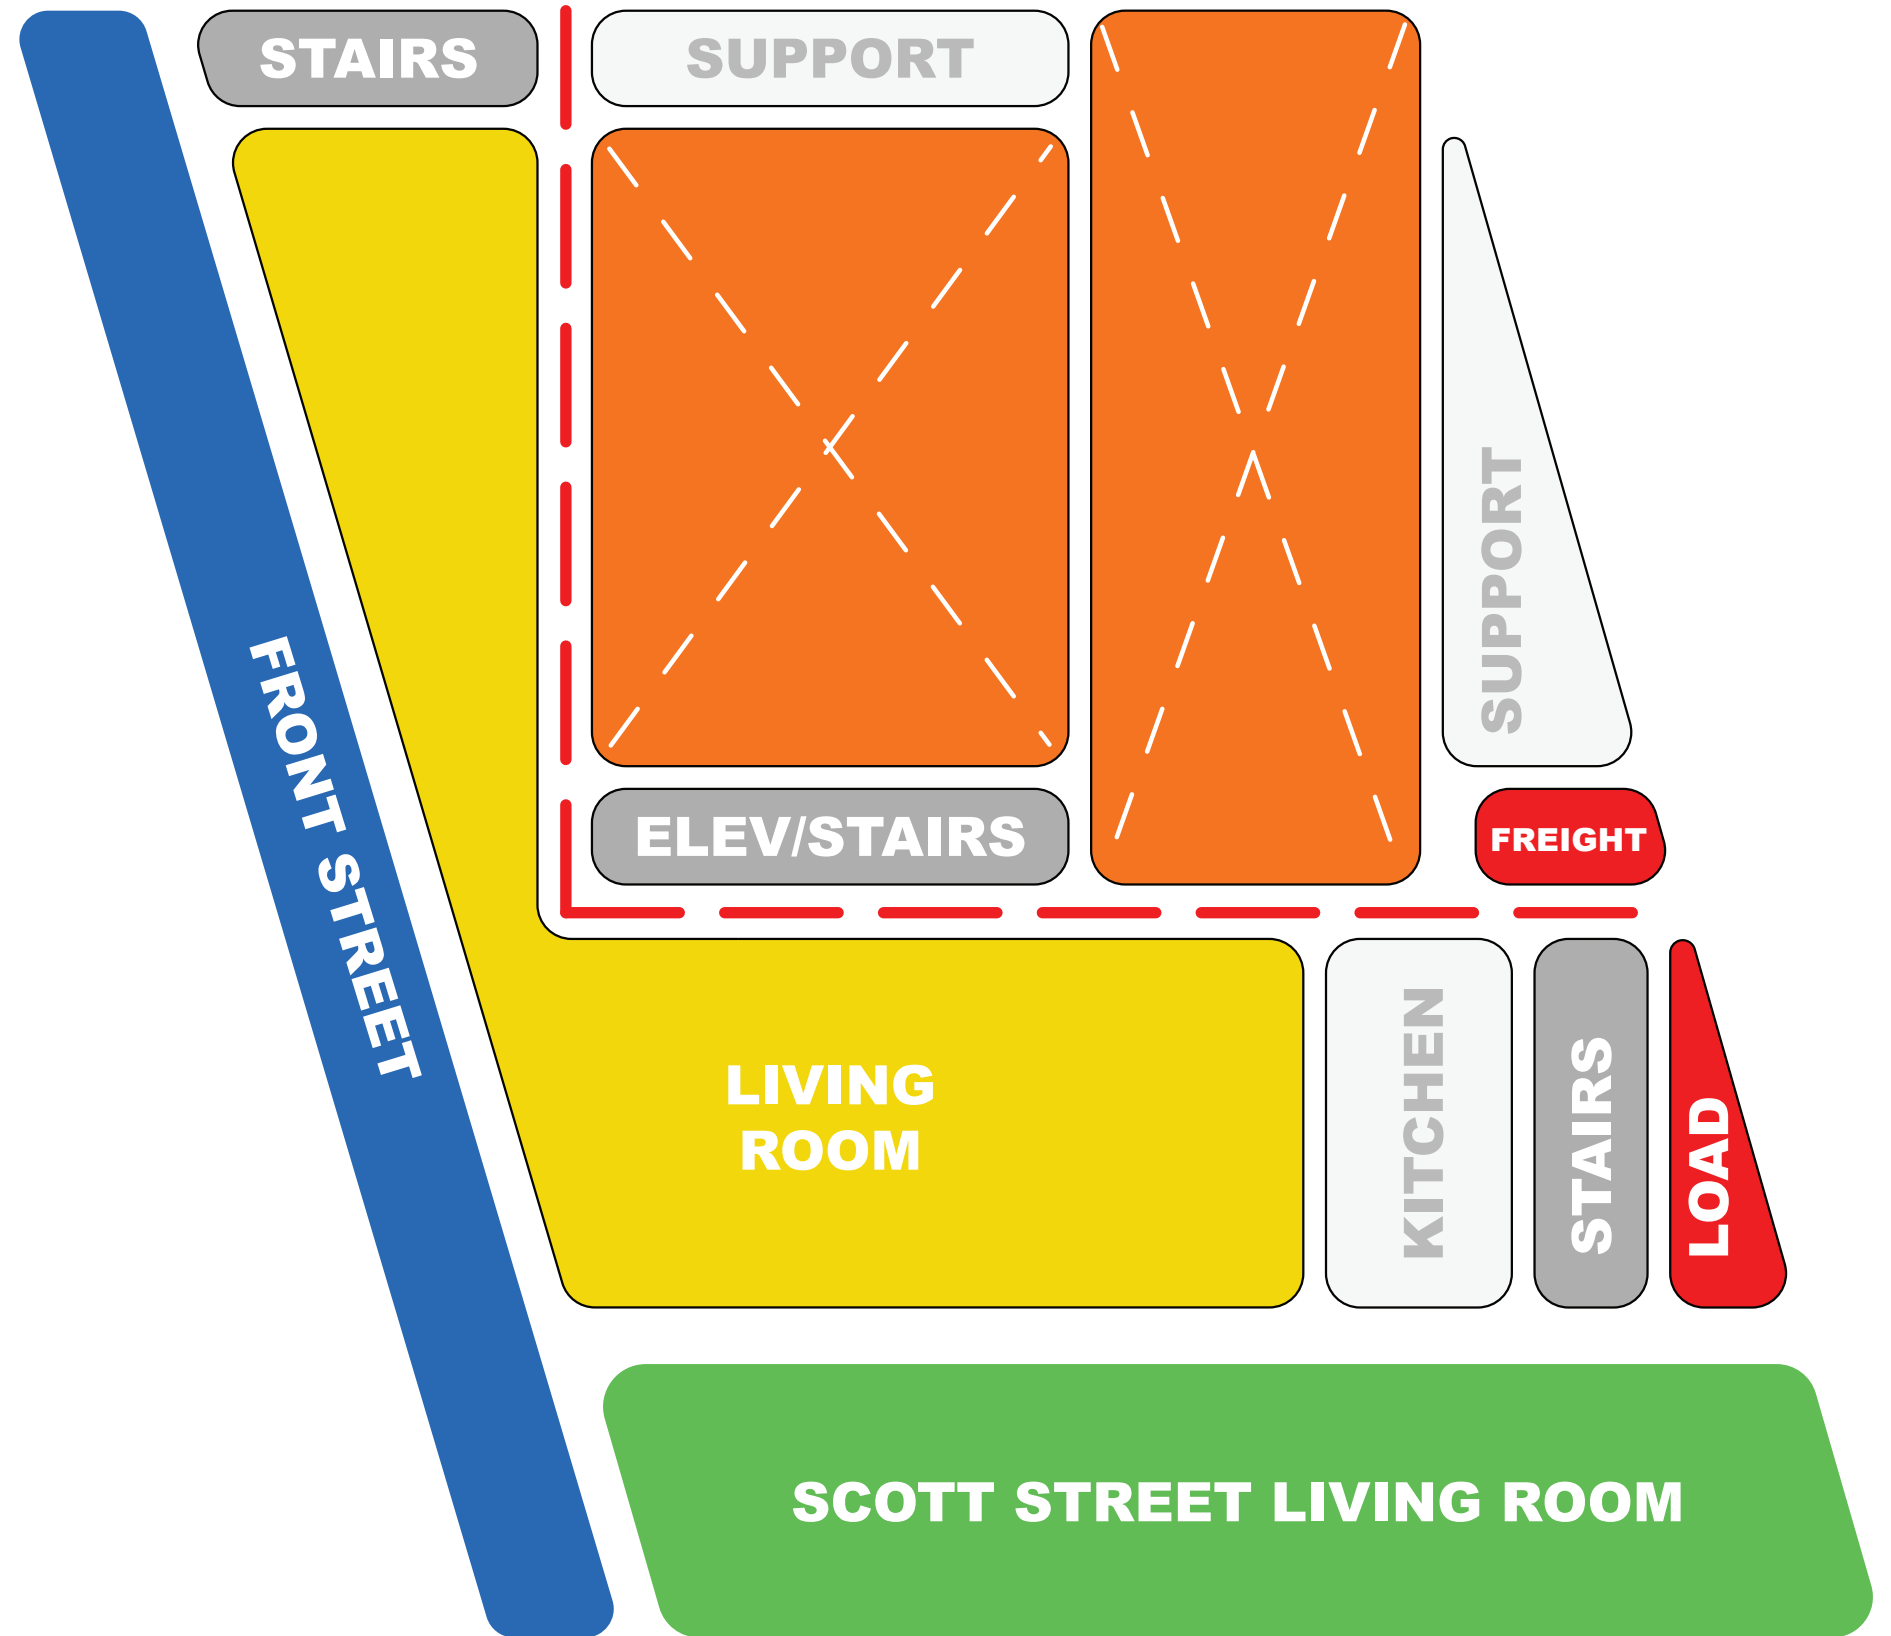 STAIRS
SUPPORT
SUPPORT
FRONT STREET
ELEV/STAIRS
FREIGHT
LIVING
ROOM
KITCHEN
STAIRS
LOAD
SCOTT STREET LIVING ROOM